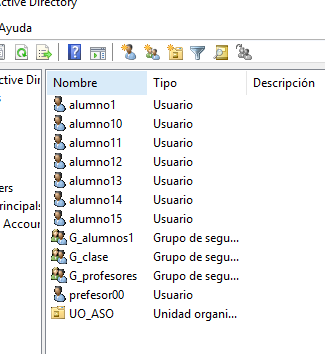 ctive Directory
Ayuda
ctive Dire
Nombre Tipo Descripción
alumno1 Usuario
alumno10 Usuario
alumno11 Usuario
alumno12 Usuario
alumno13 Usuario
alumno14 Usuario
alumno15 Usuario
G_alumnos1 Grupo de segu...
G_clase Grupo de segu...
G_profesores Grupo de segu...
prefesor00 Usuario
UO_ASO Unidad organi...
ers
rincipals
Accoun